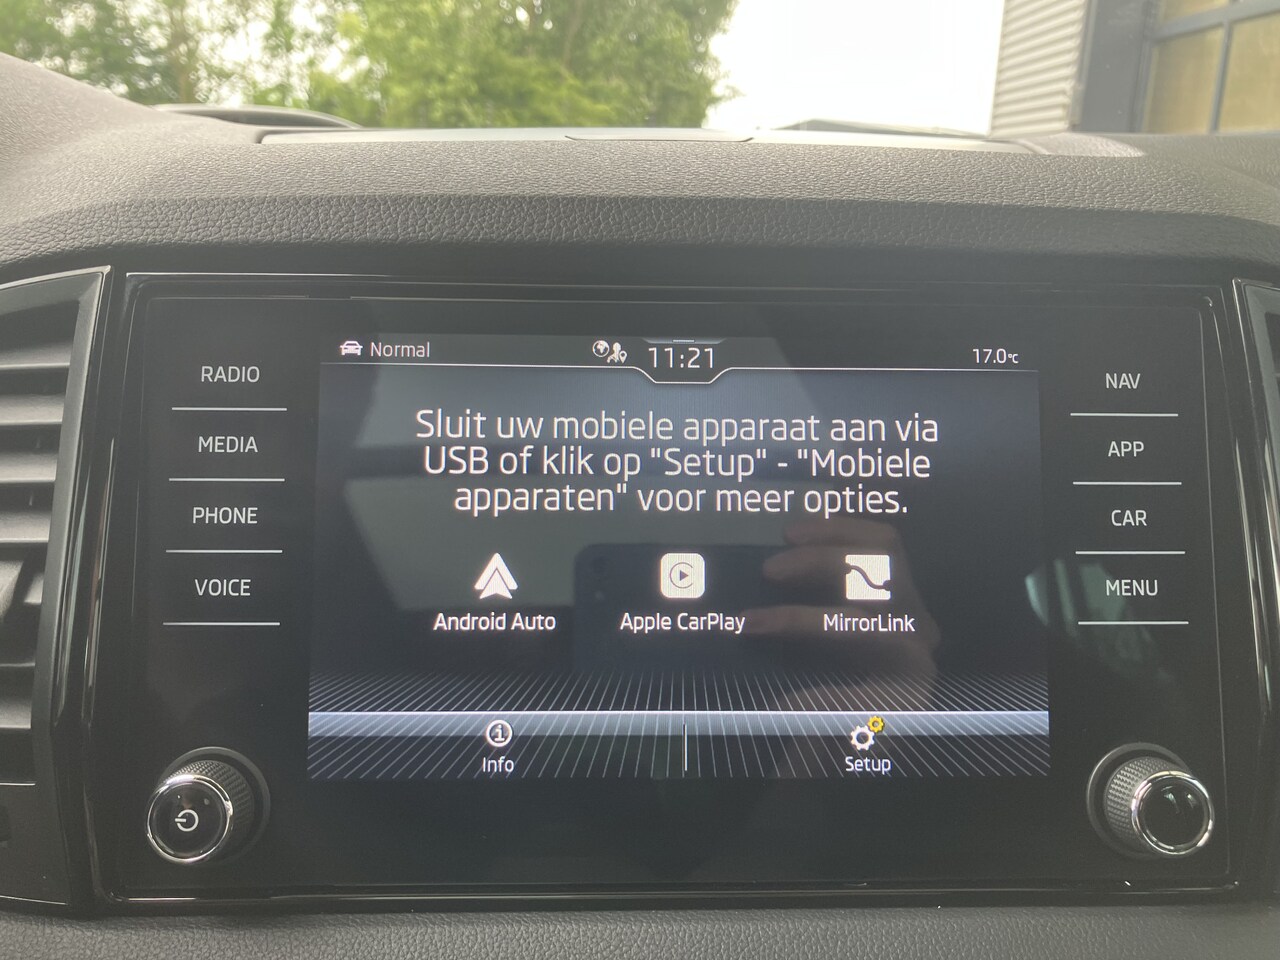 Normal
11:21
17.0°C
RADIO
MEDIA
PHONE
VOICE
Sluit uw mobiele apparaat aan via
USB of klik op "Setup" - "Mobiele
apparaten" voor meer opties.
Android Auto
Apple CarPlay
MirrorLink
Info
Setup
NAV
APP
CAR
MENU